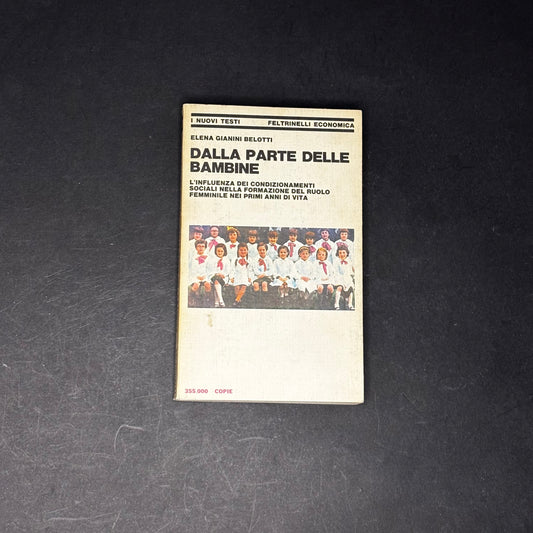 I NUOVI TESTI FELTRINELLI ECONOMICA
ELENA GIANINI BELOTTI
DALLA PARTE DELLE
BAMBINE
L'INFLUENZA DEI CONDIZIONAMENTI
SOCIALI NELLA FORMAZIONE DEL RUOLO
FEMMINILE NEI PRIMI ANNI DI VITA
355.000 COPIE